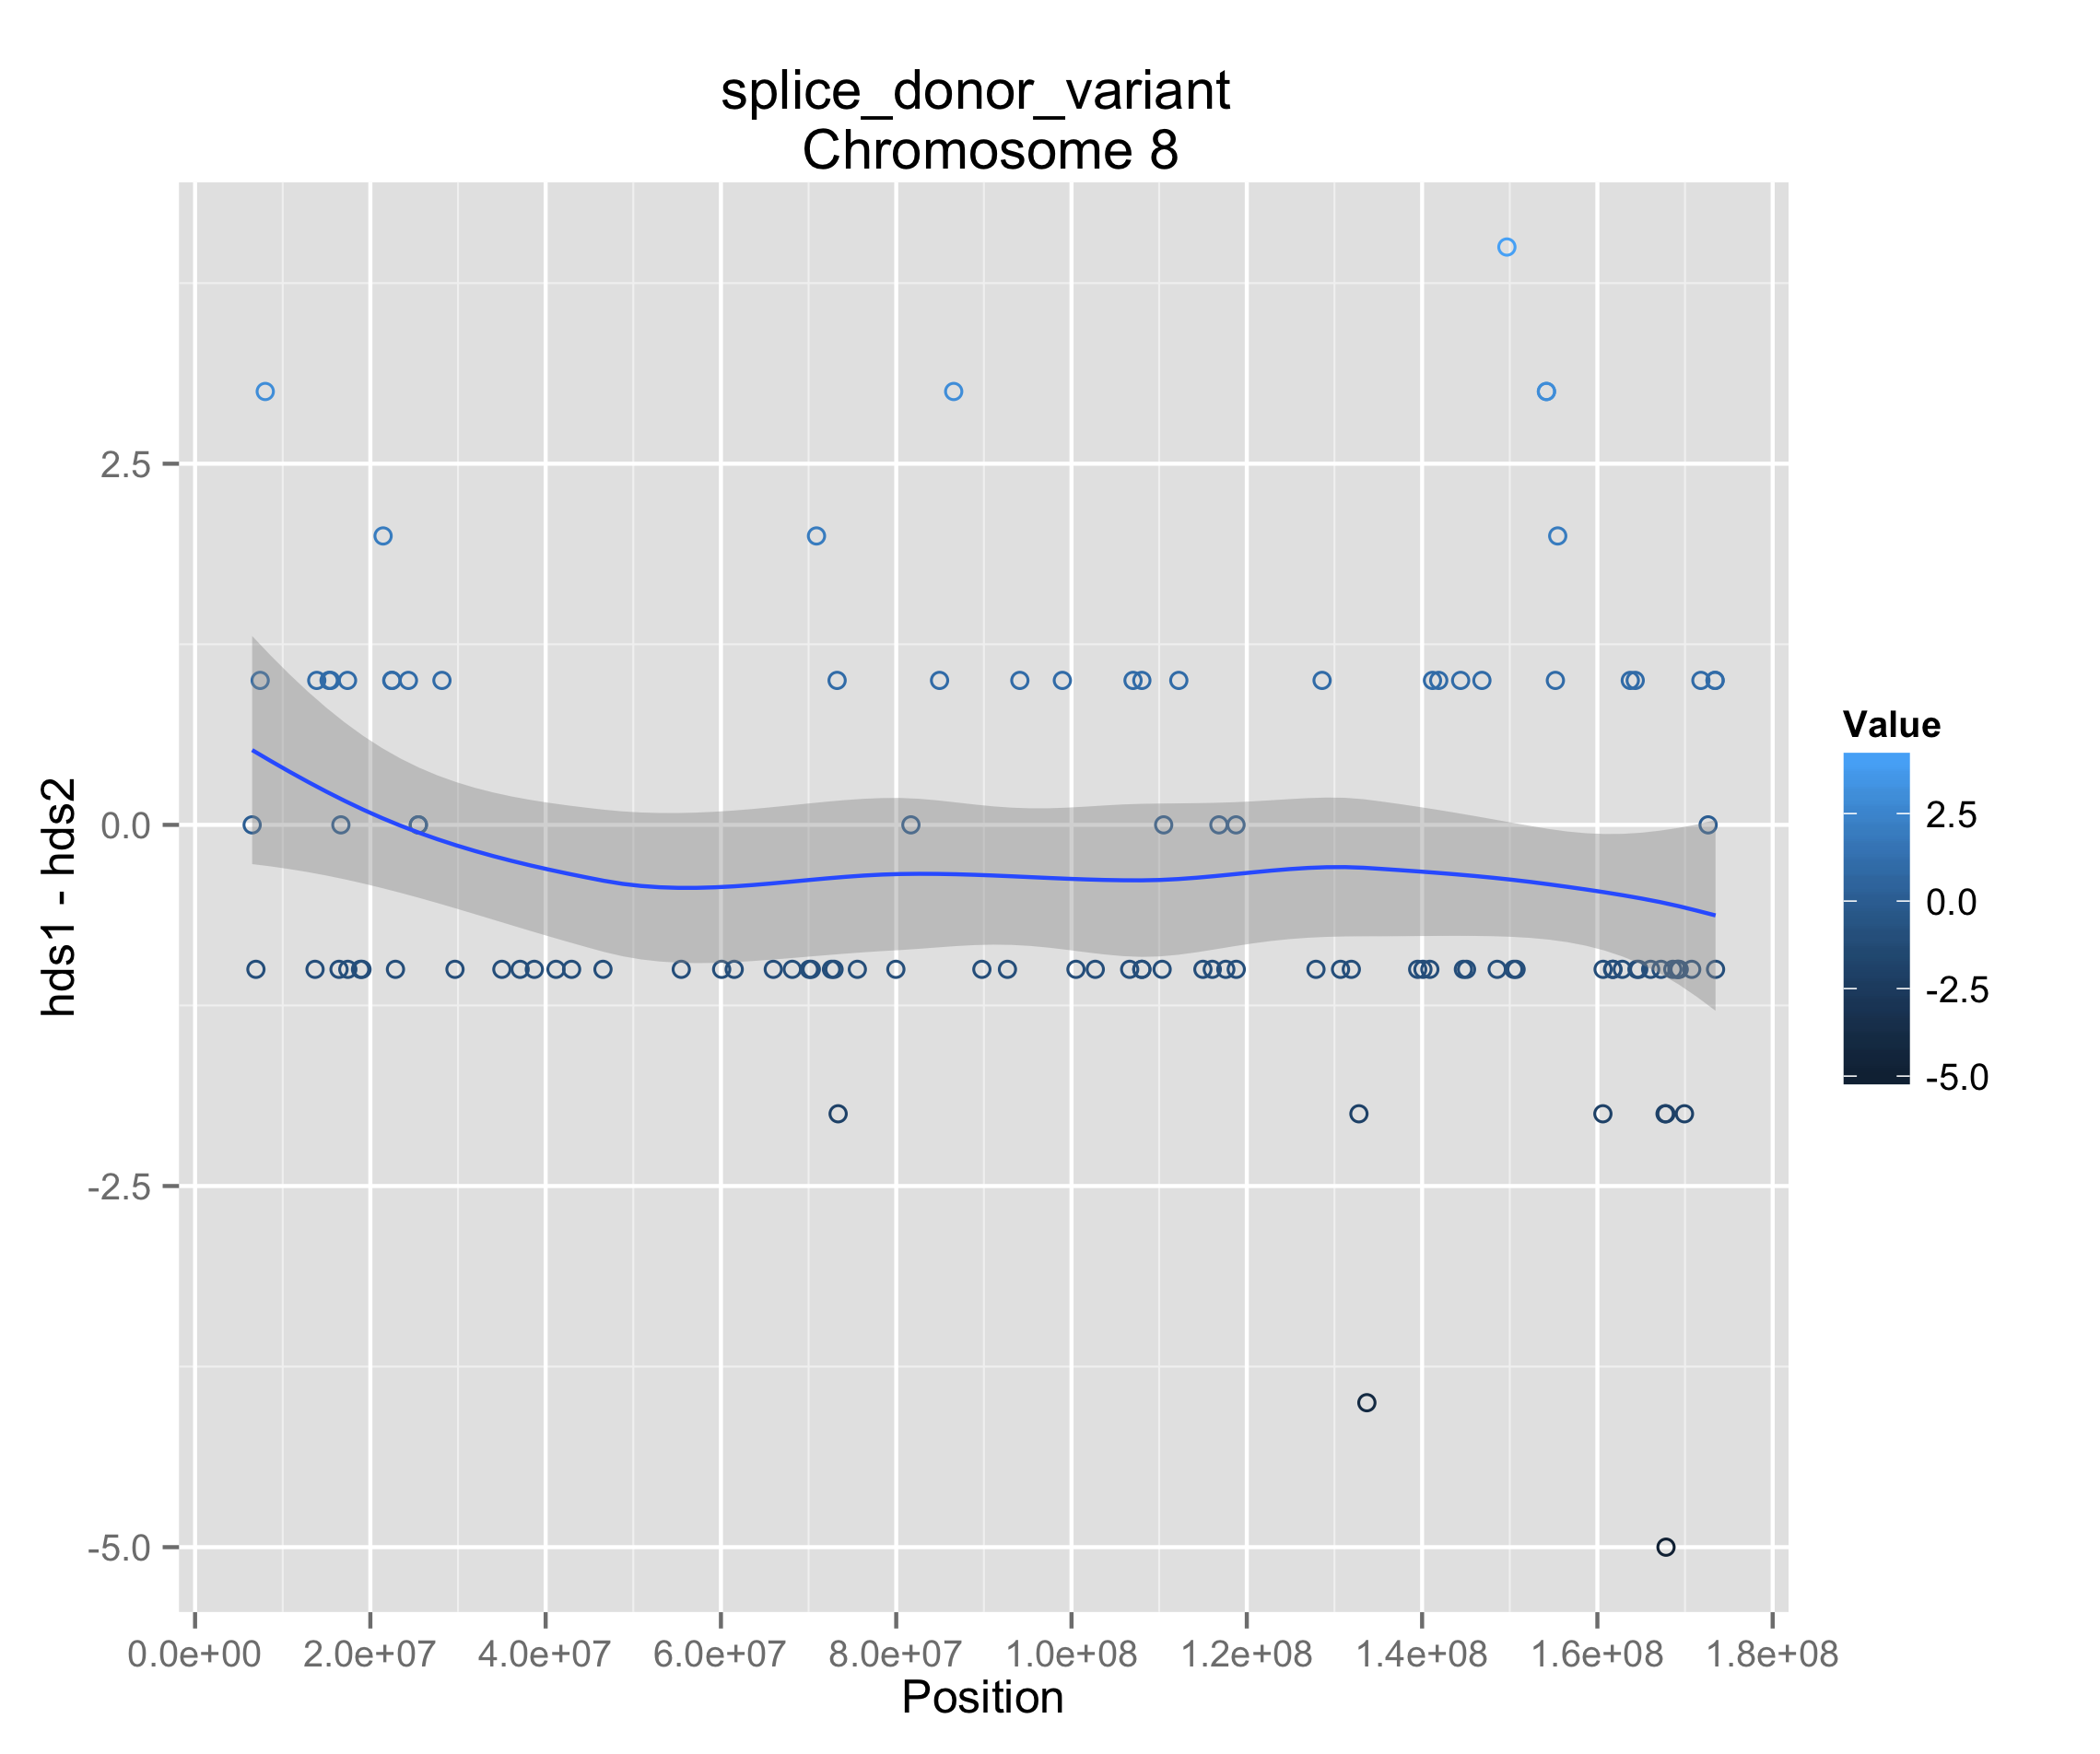 splice_donor_variant
Chromosome 8
hds1 - hds2
2.5
0.0
-2.5
-5.0
0.0e+00 2.0e+07 4.0e+07 6.0e+07 8.0e+07 1.0e+08 1.2e+08 1.4e+08 1.6e+08 1.8e+08
Position
Value
2.5
0.0
-2.5
-5.0